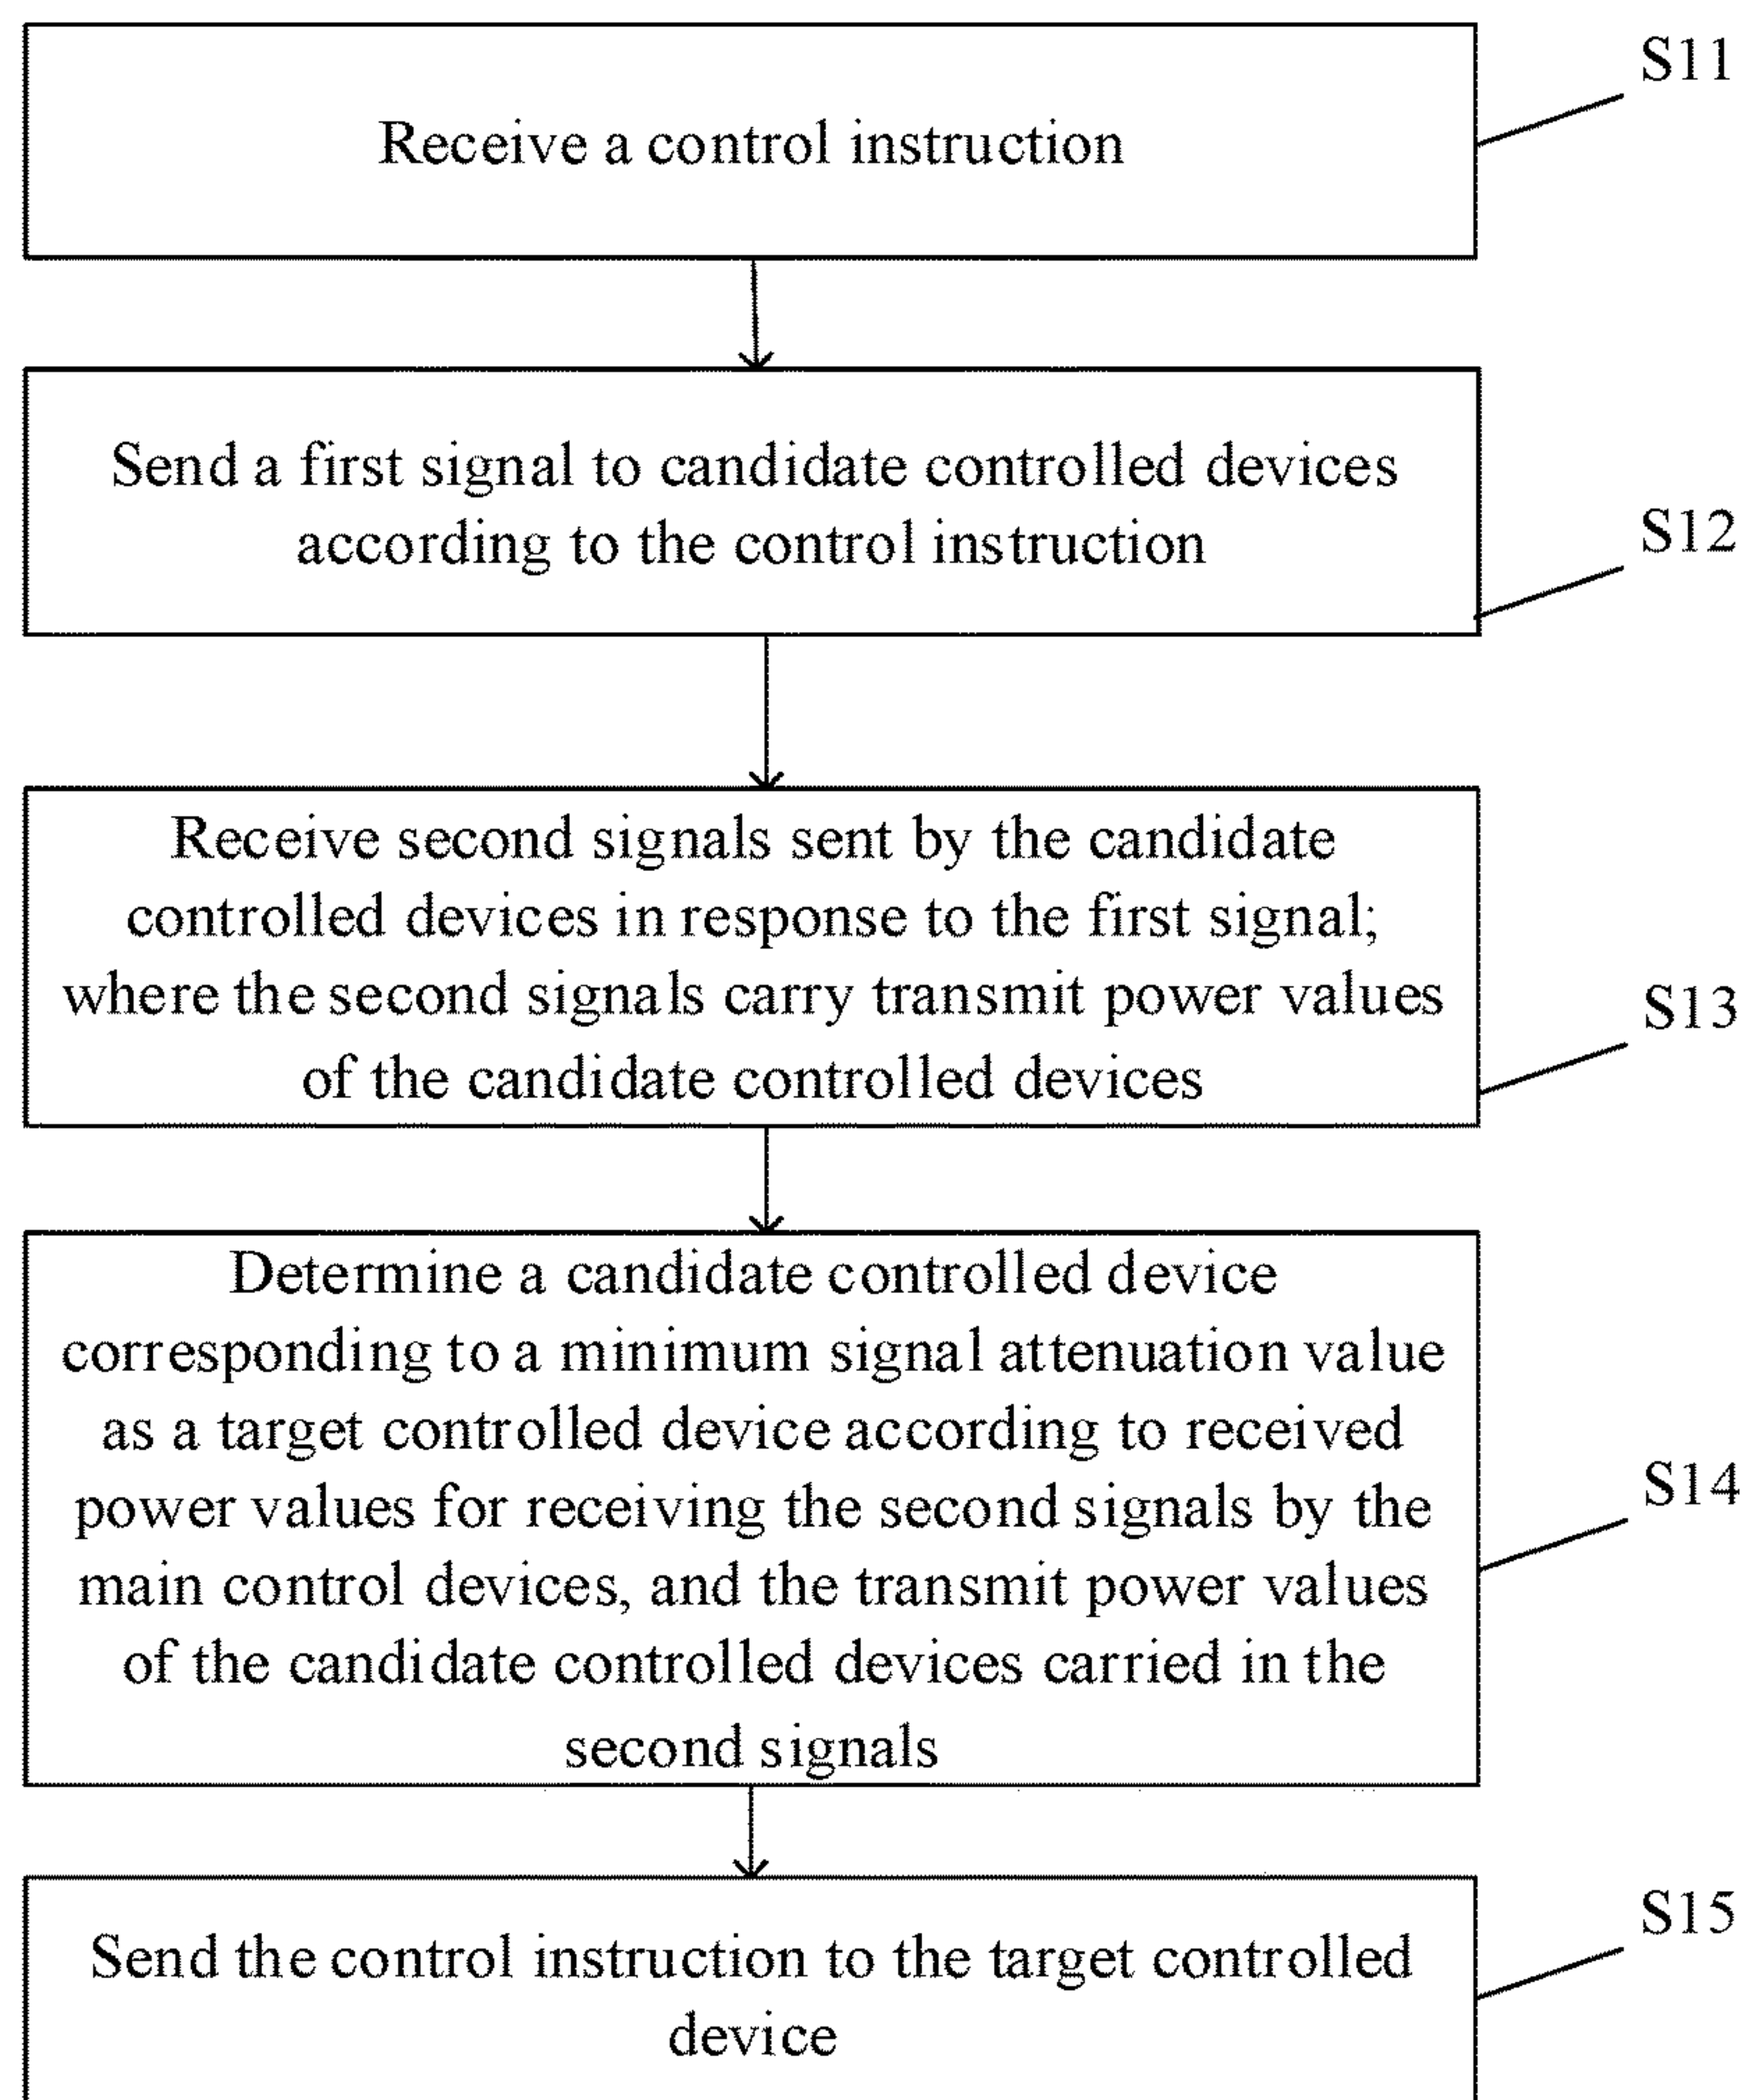 S11
Receive a control instruction
Send a first signal to candidate controlled devices
according to the control instruction
S12
Receive second signals sent by the candidate
controlled devices in response to the first signal;
where the second signals carry transmit power values
of the candidate controlled devices
S13
Determine a candidate controlled device
corresponding to a minimum signal attenuation value
as a target controlled device according to received
power values for receiving the second signals by the
main control devices, and the transmit power values
of the candidate controlled devices carried in the
second signals
S14
Send the control instruction to the target controlled
device
S15